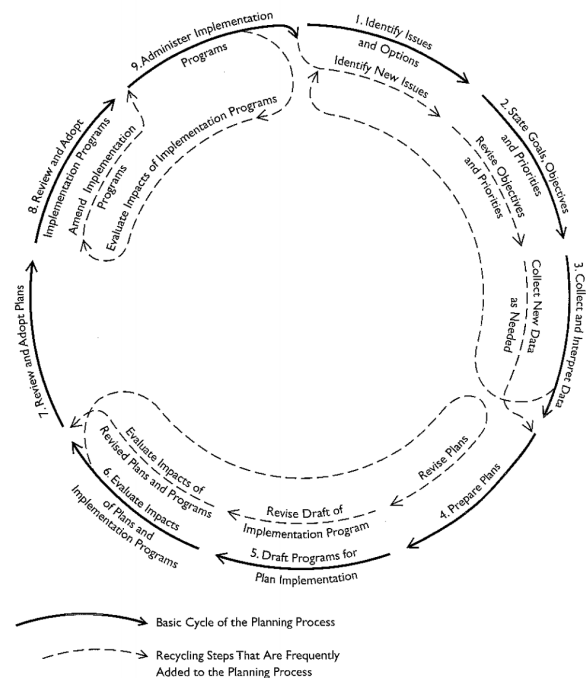 1. Identify Issues
and Options
Identify New Issues
2. State Goals, Objectives
and Priorities
Revise Objectives
and Priorities
3. Collect and Interpret Data
Collect New Data
as Needed
4. Prepare Plans
Revise Plans
5. Draft Programs for
Plan Implementation
Revise Draft of
Implementation Program
6. Evaluate Impacts
of Plans and
Implementation Programs
Evaluate Impacts of
Revised Plans and Programs
7. Review and Adopt Plans
8. Review and Adopt
Implementation Programs
Amend Implementation
Programs
Evaluate Impacts of Implementation Programs
9. Administer Implementation
Programs
Basic Cycle of the Planning Process
Recycling Steps That Are Frequently
Added to the Planning Process